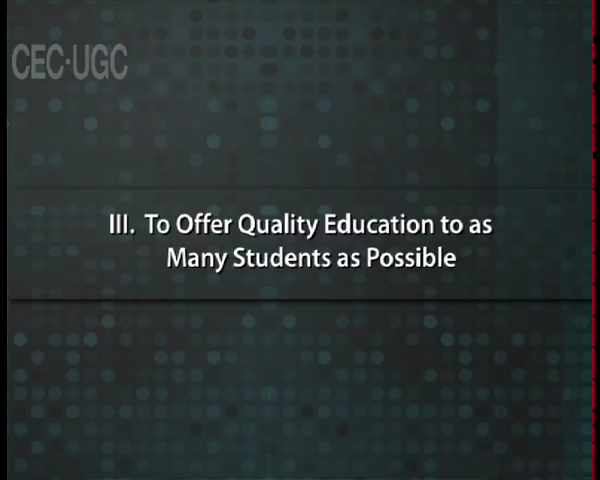 CEC-UGC
III. To Offer Quality Education to as
Many Students as Possible